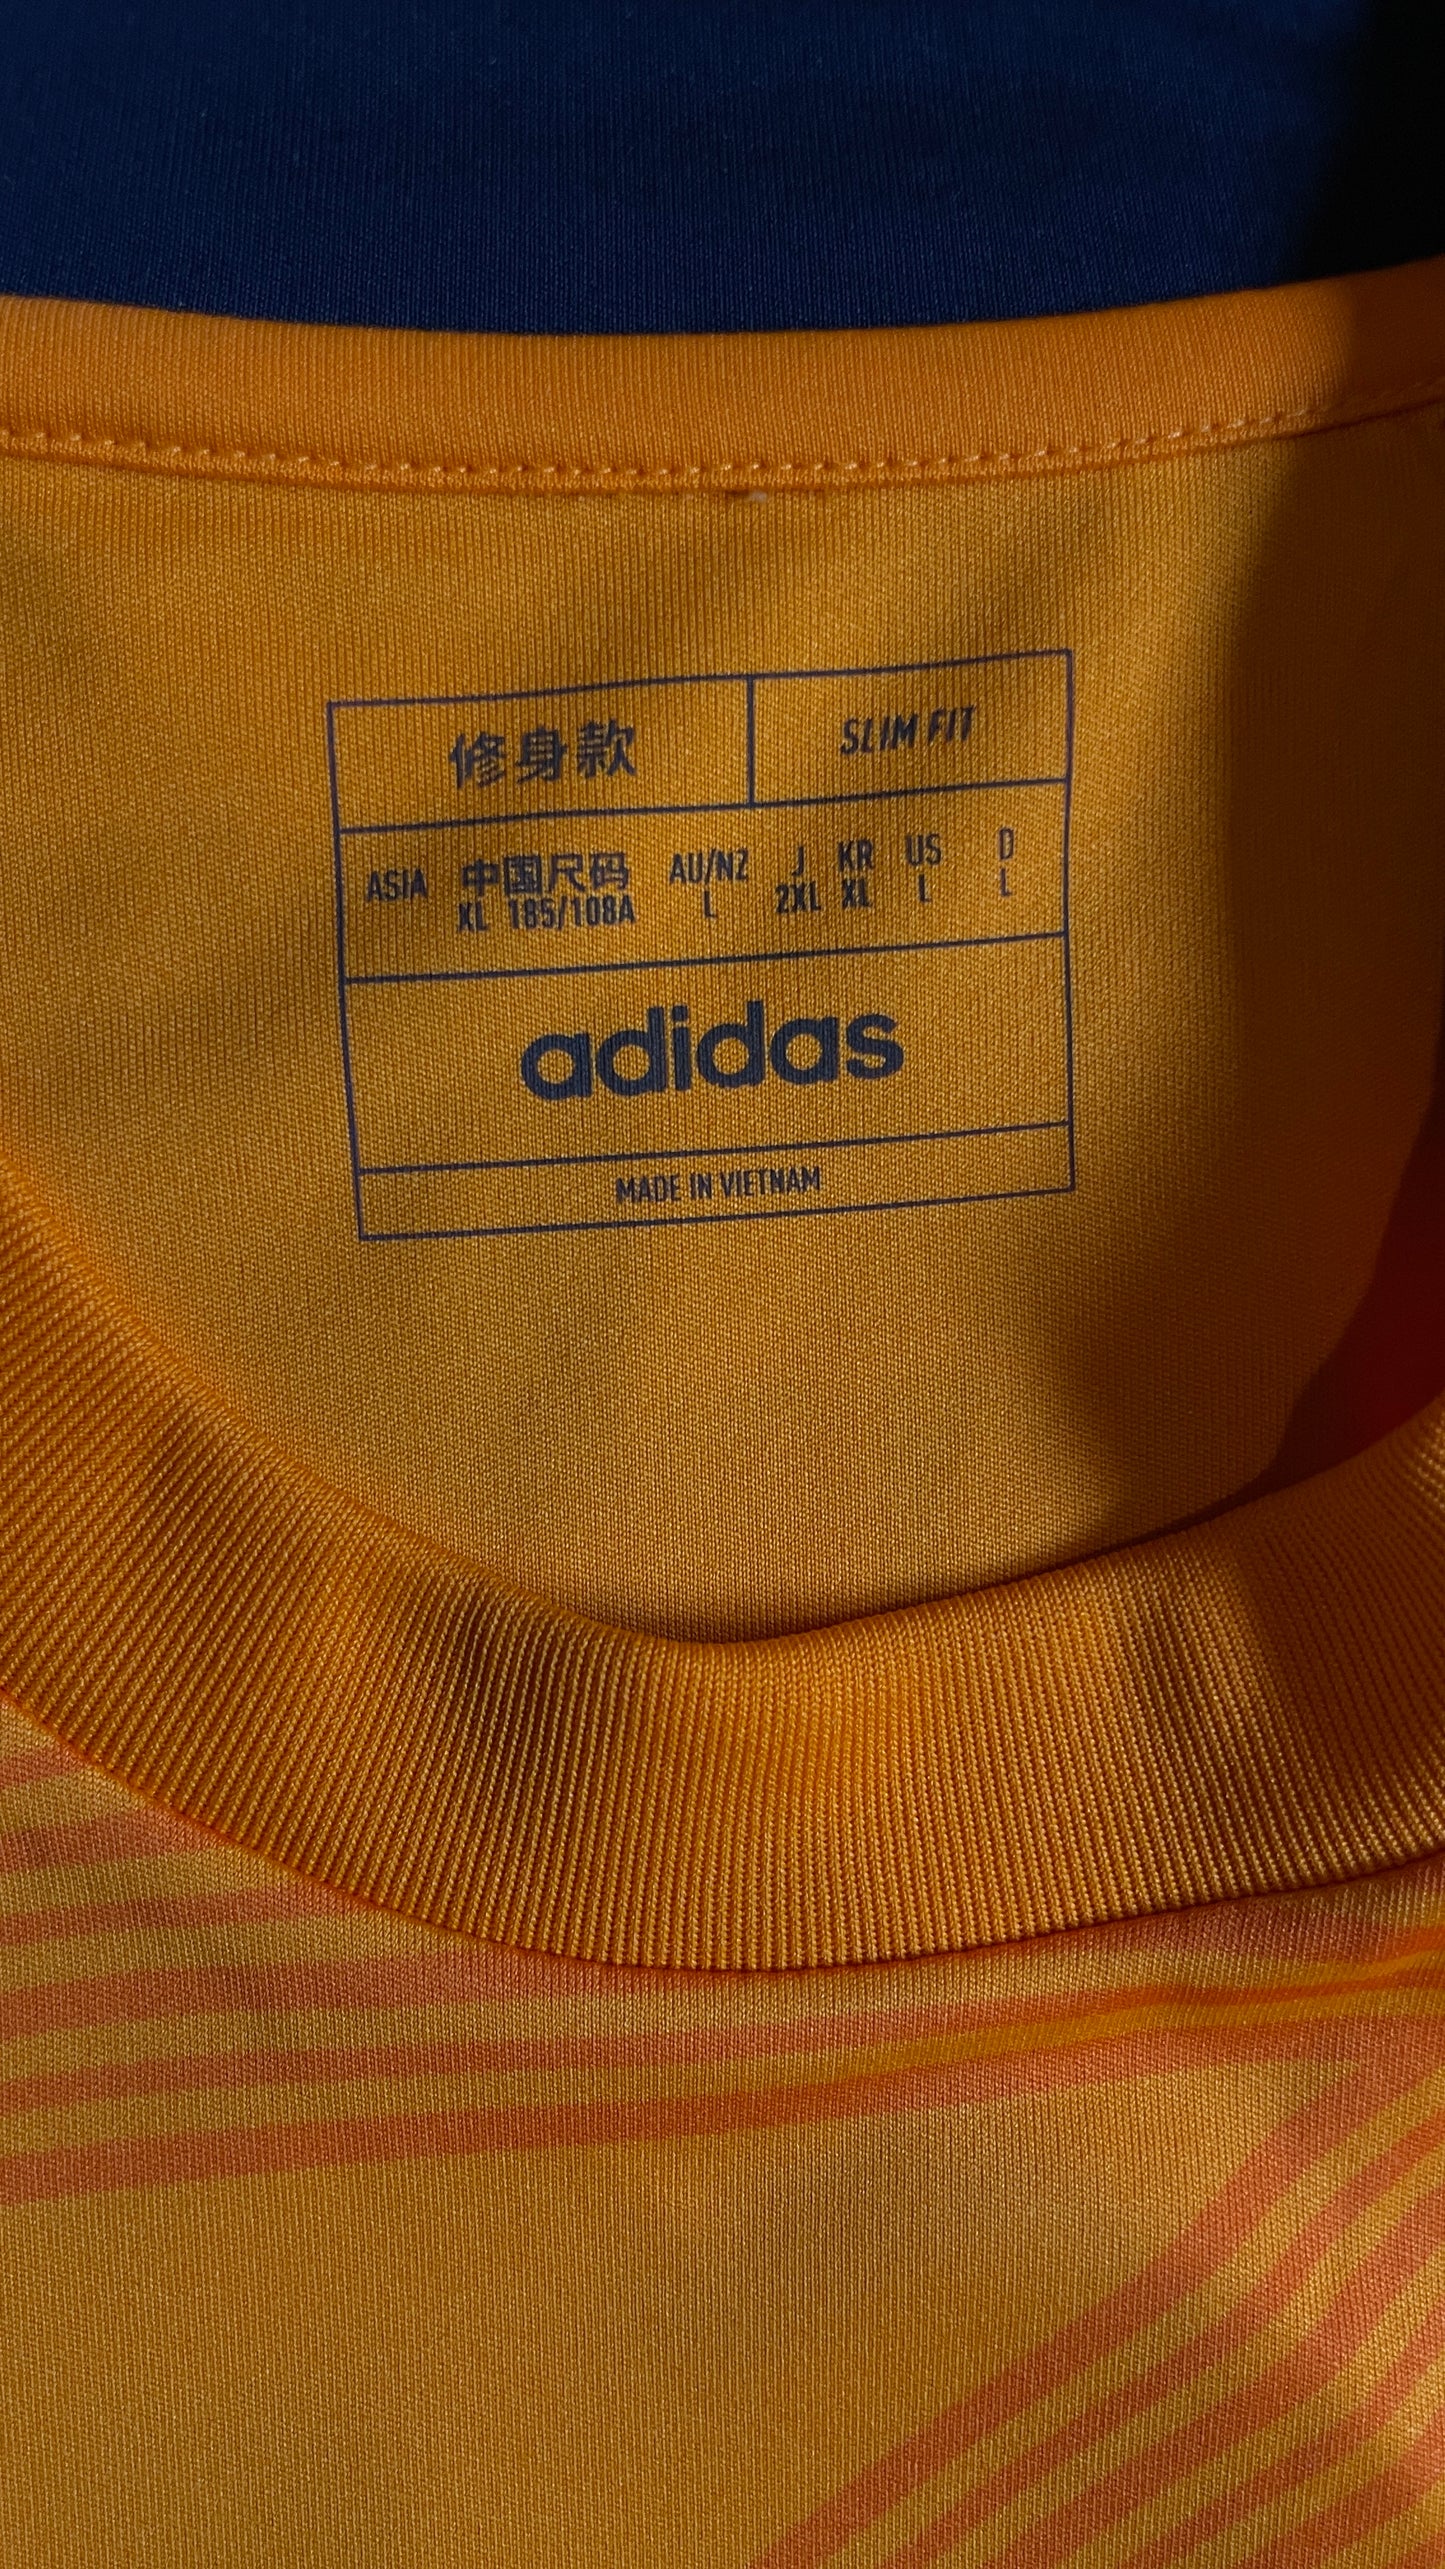 修身款 SLIM FIT
ASIA 中国尺码 AU/NZ J KR US D
XL 185/108A L 2XL XL L L
adidas
MADE IN VIETNAM